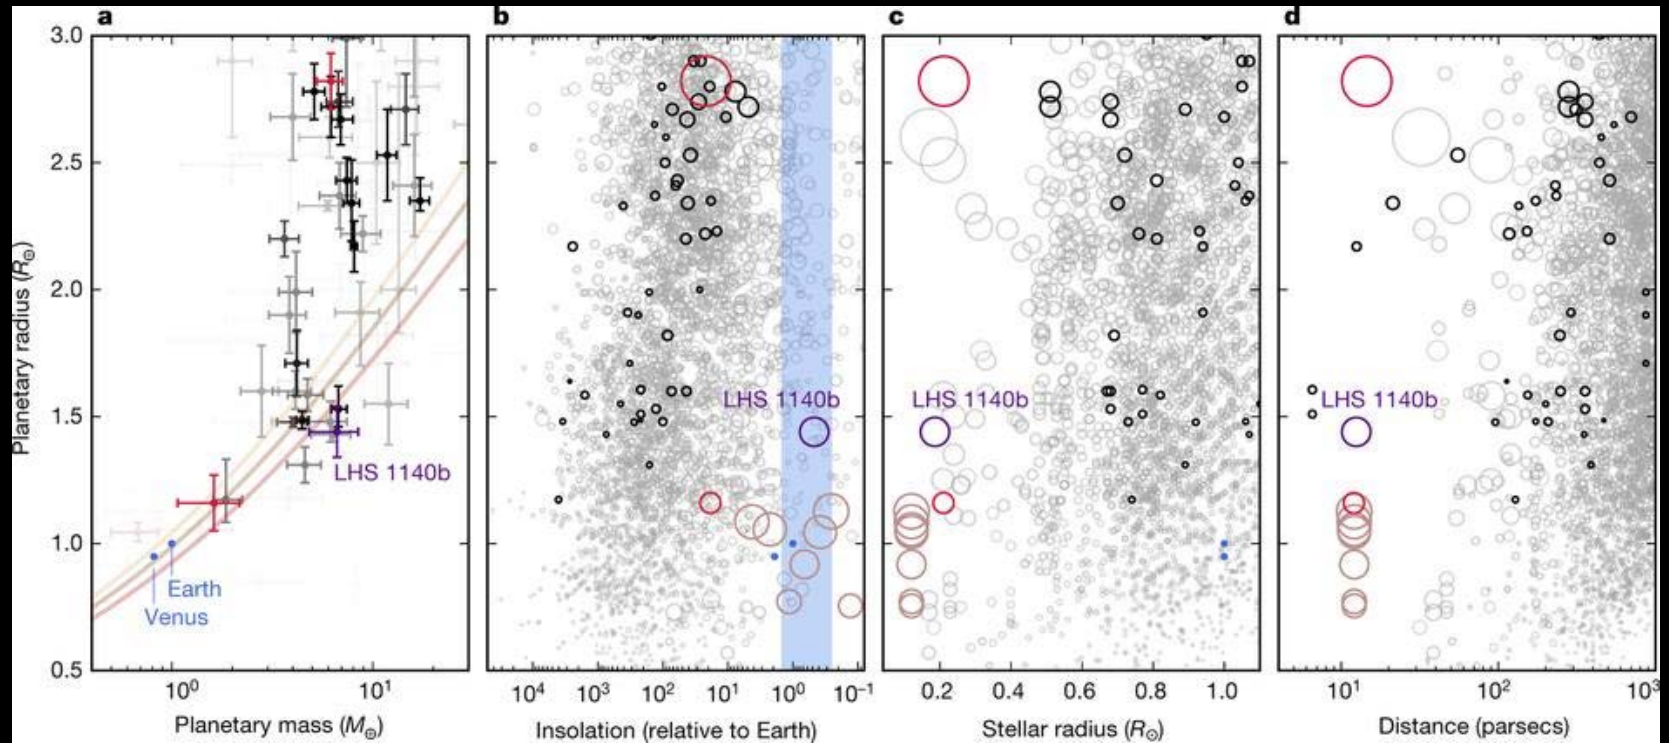 a
b
c
d
Planetary radius (R⊕)
3.0
2.5
2.0
1.5
1.0
0.5
LHS 1140b
Earth
Venus
10⁰
10¹
Planetary mass (M⊕)
LHS 1140b
10⁴
10³
10²
10¹
10⁰
10⁻¹
Insolation (relative to Earth)
LHS 1140b
0.2
0.4
0.6
0.8
1.0
Stellar radius (R⊙)
LHS 1140b
10¹
10²
10³
Distance (parsecs)